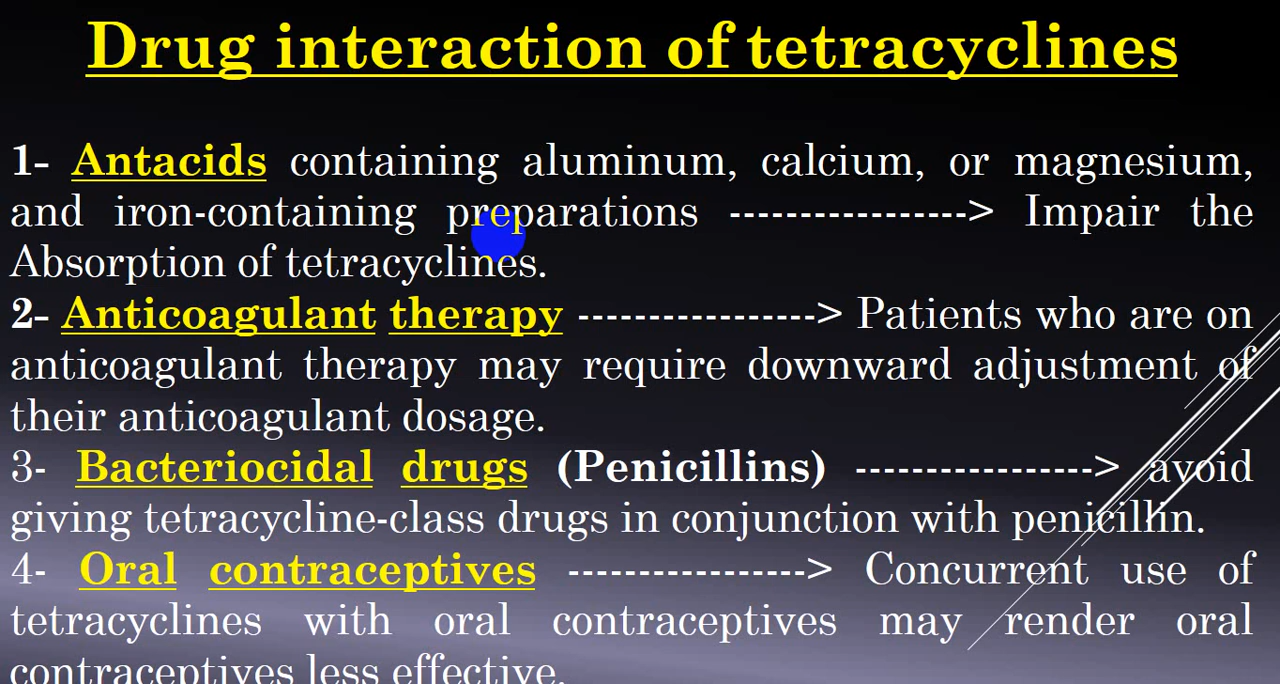 Drug interaction of tetracyclines
1- Antacids containing aluminum, calcium, or magnesium,
and iron-containing preparations -----------------> Impair the
Absorption of tetracyclines.
2- Anticoagulant therapy -----------------> Patients who are on
anticoagulant therapy may require downward adjustment of
their anticoagulant dosage.
3- Bacteriocidal drugs (Penicillins) -----------------> avoid
giving tetracycline-class drugs in conjunction with penicillin.
4- Oral contraceptives -----------------> Concurrent use of
tetracyclines with oral contraceptives may render oral
contraceptives less effective.